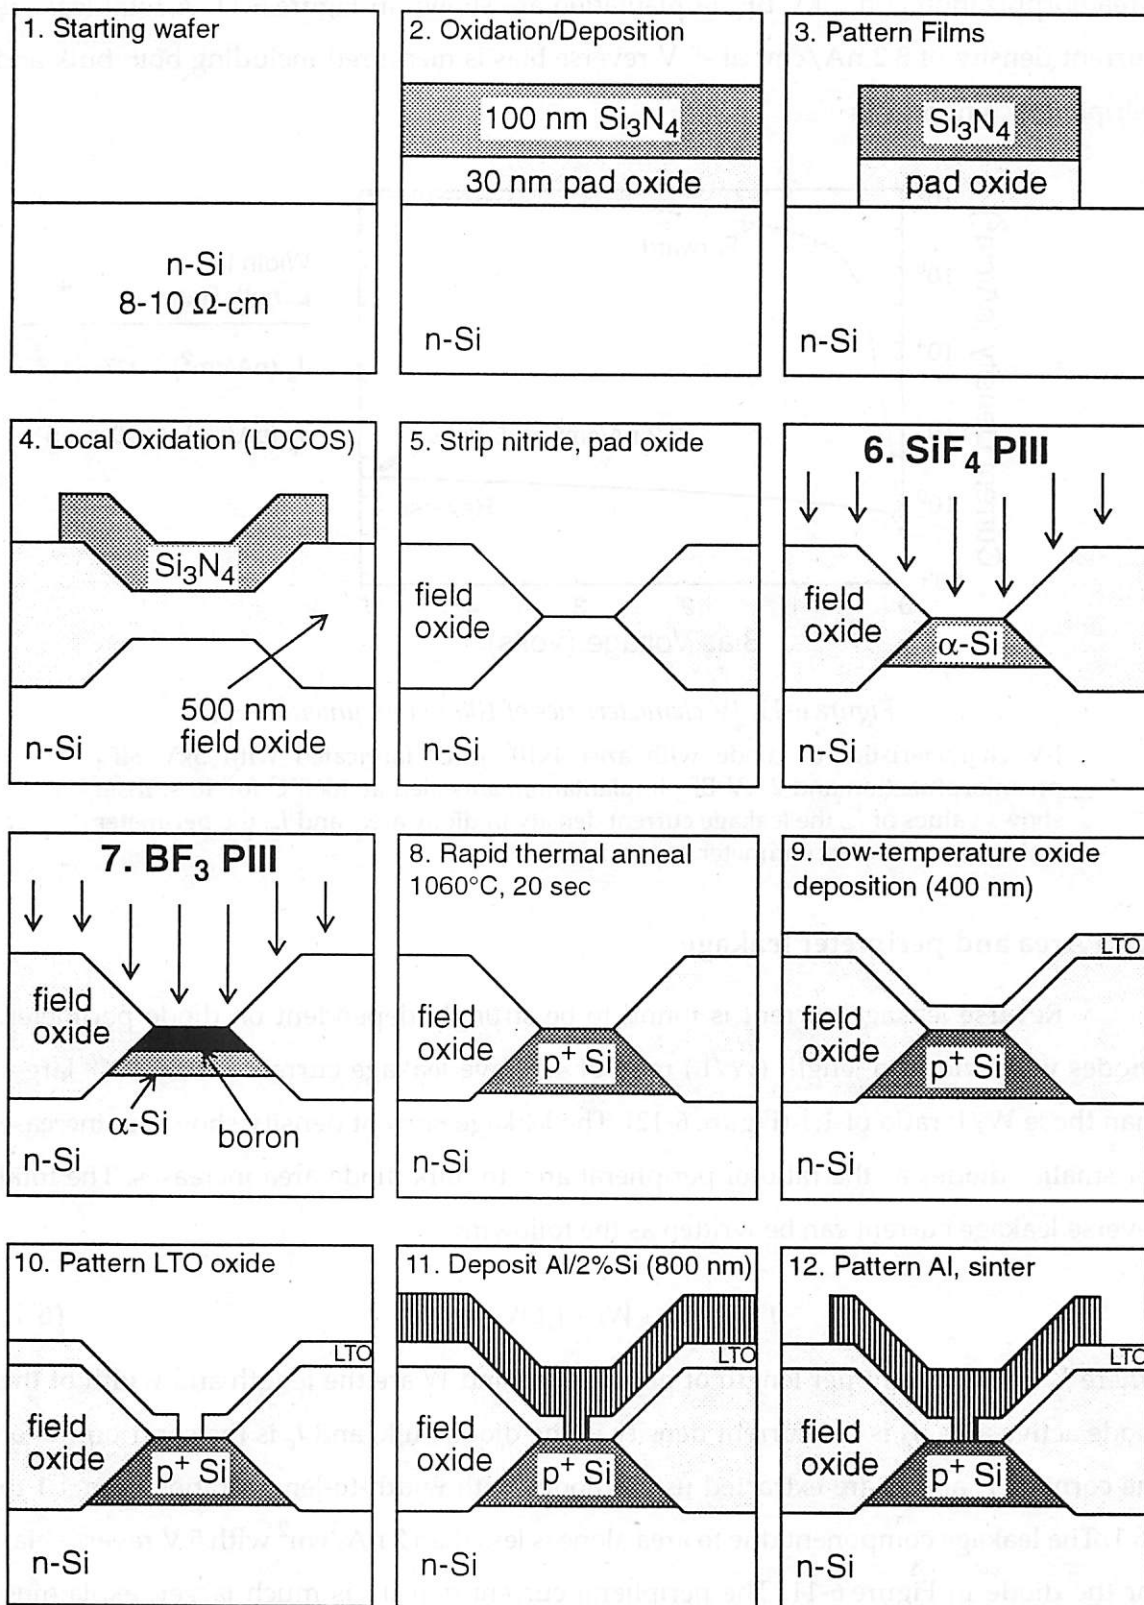 1. Starting wafer
n-Si
8-10 Ω-cm
2. Oxidation/Deposition
100 nm Si₃N₄
30 nm pad oxide
n-Si
3. Pattern Films
Si₃N₄
pad oxide
n-Si
4. Local Oxidation (LOCOS)
Si₃N₄
500 nm
field oxide
n-Si
5. Strip nitride, pad oxide
field
oxide
n-Si
6. SiF₄ PIII
field
oxide
α-Si
n-Si
7. BF₃ PIII
field
oxide
α-Si
boron
n-Si
8. Rapid thermal anneal
1060°C, 20 sec
field
oxide
p⁺ Si
n-Si
9. Low-temperature oxide
deposition (400 nm)
LTO
field
oxide
p⁺ Si
n-Si
10. Pattern LTO oxide
LTO
field
oxide
p⁺ Si
n-Si
11. Deposit Al/2%Si (800 nm)
LTO
field
oxide
p⁺ Si
n-Si
12. Pattern Al, sinter
LTO
field
oxide
p⁺ Si
n-Si